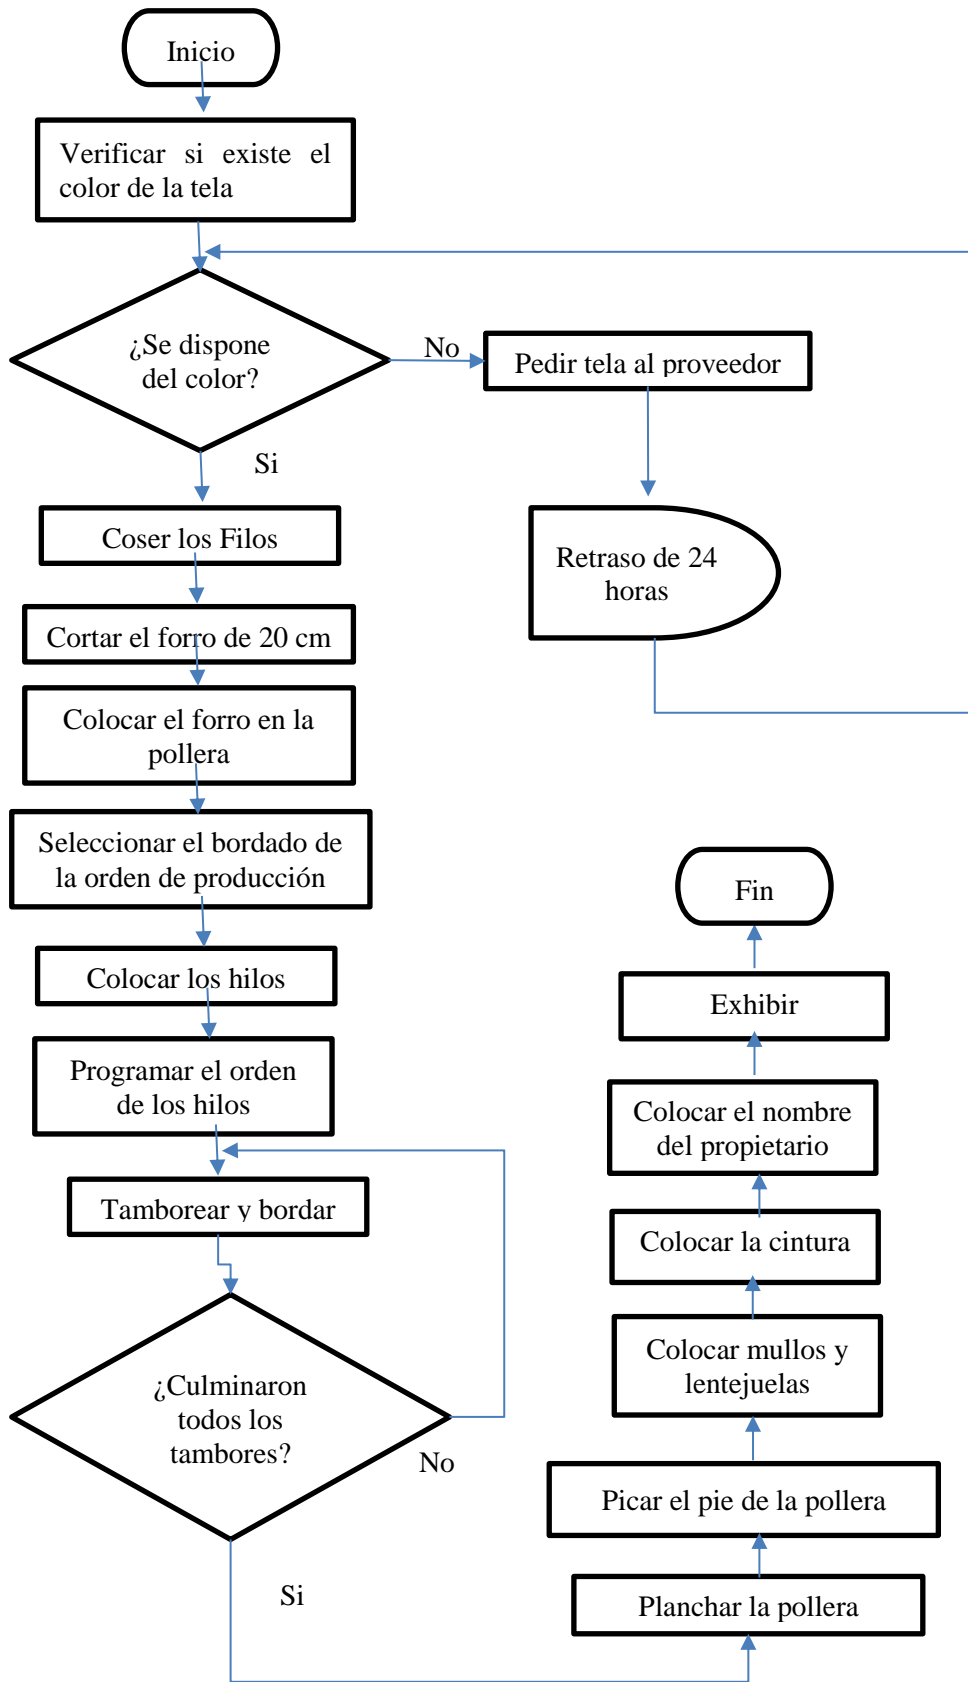 Inicio
Verificar si existe el
color de la tela
¿Se dispone
del color?
No
Pedir tela al proveedor
Si
Retraso de 24
horas
Coser los Filos
Cortar el forro de 20 cm
Colocar el forro en la
pollera
Seleccionar el bordado de
la orden de producción
Colocar los hilos
Programar el orden
de los hilos
Tamborear y bordar
¿Culminaron
todos los
tambores?
No
Si
Planchar la pollera
Picar el pie de la pollera
Colocar mullos y
lentejuelas
Colocar la cintura
Colocar el nombre
del propietario
Exhibir
Fin